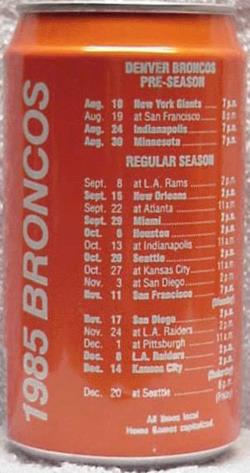 1985 BRONCOS
DENVER BRONCOS
PRE-SEASON
Aug. 10 New York Giants ... 7 p.m.
Aug. 19 at San Francisco ... 8 p.m.
Aug. 24 Indianapolis ... 7 p.m.
Aug. 30 Minnesota ... 7 p.m.
REGULAR SEASON
Sept. 8 at L.A. Rams ... 2 p.m.
Sept. 15 New Orleans ... 2 p.m.
Sept. 22 at Atlanta ... 11 a.m.
Sept. 29 Miami ... 2 p.m.
Oct. 6 Houston ... 2 p.m.
Oct. 13 at Indianapolis ... 11 a.m.
Oct. 20 Seattle ... 2 p.m.
Oct. 27 at Kansas City ... 11 a.m.
Nov. 3 at San Diego ... 2 p.m.
Nov. 11 San Francisco ... 7 p.m.
(Monday)
Nov. 17 San Diego ... 2 p.m.
Nov. 24 at L.A. Raiders ... 2 p.m.
Dec. 1 at Pittsburgh ... 11 a.m.
Dec. 8 L.A. Raiders ... 2 p.m.
Dec. 14 Kansas City ... 2 p.m.
(Saturday)
Dec. 20 at Seattle ... 6 p.m.
(Friday)
All times local
Home Games capitalized.